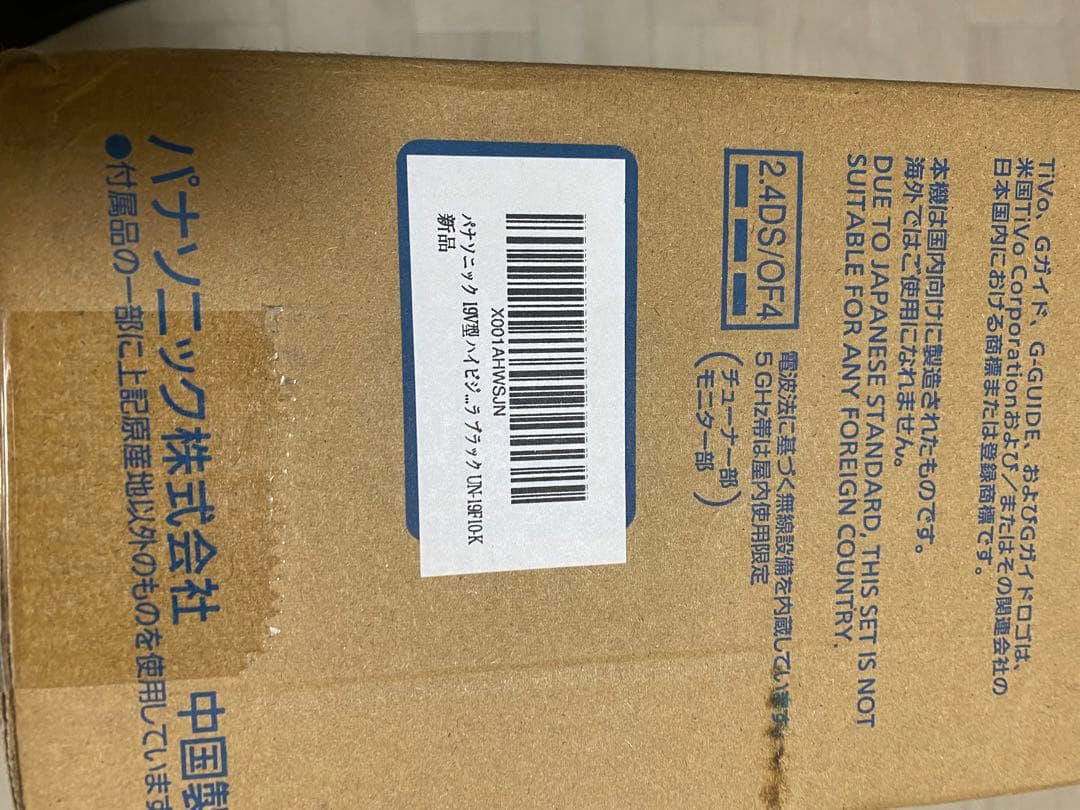 TiVo、Gガイド、G-GUIDE、およびGガイドロゴは、
米国TiVo Corporationおよび／またはその関連会社の
日本国内における商標または登録商標です。
本機は国内向けに製造されたものです。
海外ではご使用になれません。
DUE TO JAPANESE STANDARD, THIS SET IS NOT
SUITABLE FOR ANY FOREIGN COUNTRY.
2.4DS/OF4
電波法に基づく無線設備を内蔵しています
5GHz帯は屋内使用限定
（チューナー部）
（モニター部）
X001AHWSJN
パナソニック 19V型 ハイビジ...ラ ブラック UN-19F10-K
新品
パナソニック株式会社 中国製
●付属品の一部に上記原産地以外のものを使用しています